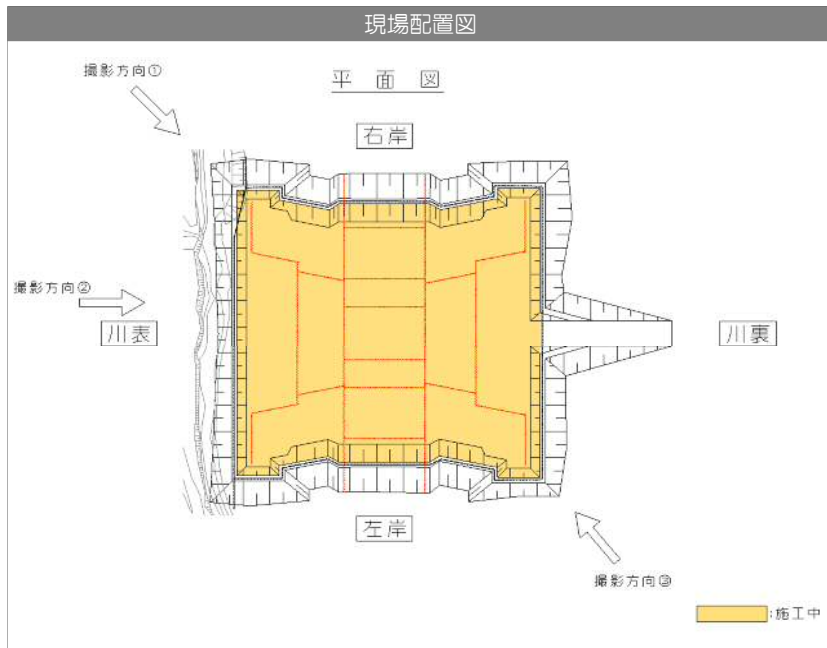 現場配置図
撮影方向①
平面図
右岸
撮影方向②
川表
川裏
左岸
撮影方向③
:施工中